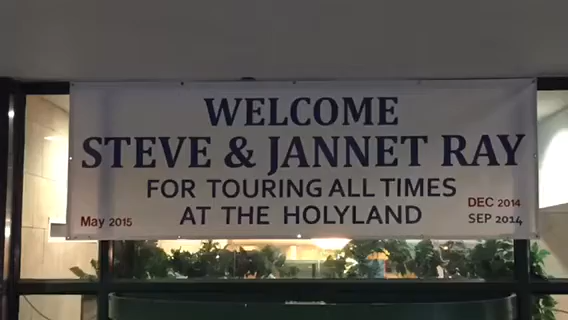 WELCOME
STEVE & JANNET RAY
FOR TOURING ALL TIMES
AT THE HOLYLAND
May 2015
DEC 2014
SEP 2014